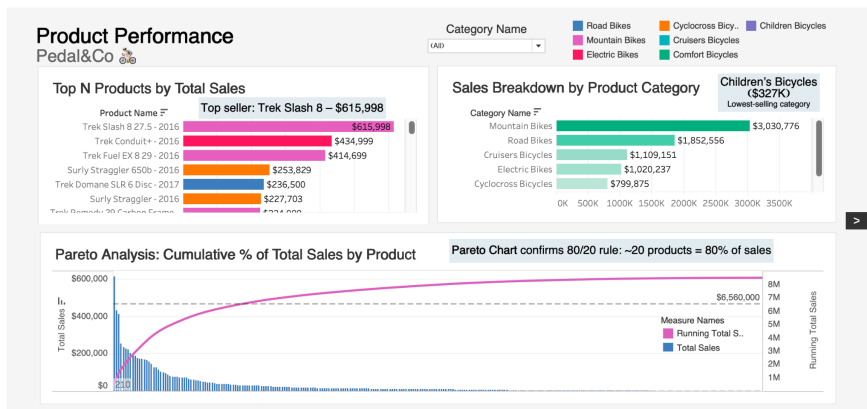 Product Performance
Pedal&Co
Category Name
(All)
Road Bikes
Mountain Bikes
Electric Bikes
Cyclocross Bicy..
Cruisers Bicycles
Comfort Bicycles
Children Bicycles
Top N Products by Total Sales
Top seller: Trek Slash 8 – $615,998
Product Name
Trek Slash 8 27.5 - 2016
$615,998
Trek Conduit+ - 2016
$434,999
Trek Fuel EX 8 29 - 2016
$414,699
Surly Straggler 650b - 2016
$253,829
Trek Domane SLR 6 Disc - 2017
$236,500
Surly Straggler - 2016
$227,703
Trek Remedy 29 Carbon Frame
Sales Breakdown by Product Category
Children's Bicycles
($327K)
Lowest-selling category
Category Name
Mountain Bikes
$3,030,776
Road Bikes
$1,852,556
Cruisers Bicycles
$1,109,151
Electric Bikes
$1,020,237
Cyclocross Bicycles
$799,875
0K 500K 1000K 1500K 2000K 2500K 3000K 3500K
>
Pareto Analysis: Cumulative % of Total Sales by Product
Pareto Chart confirms 80/20 rule: ~20 products = 80% of sales
Total Sales
$600,000
$400,000
$200,000
$0
210
$6,560,000
Measure Names
Running Total S..
Total Sales
8M
7M
6M
5M
4M
3M
2M
1M
Running Total Sales